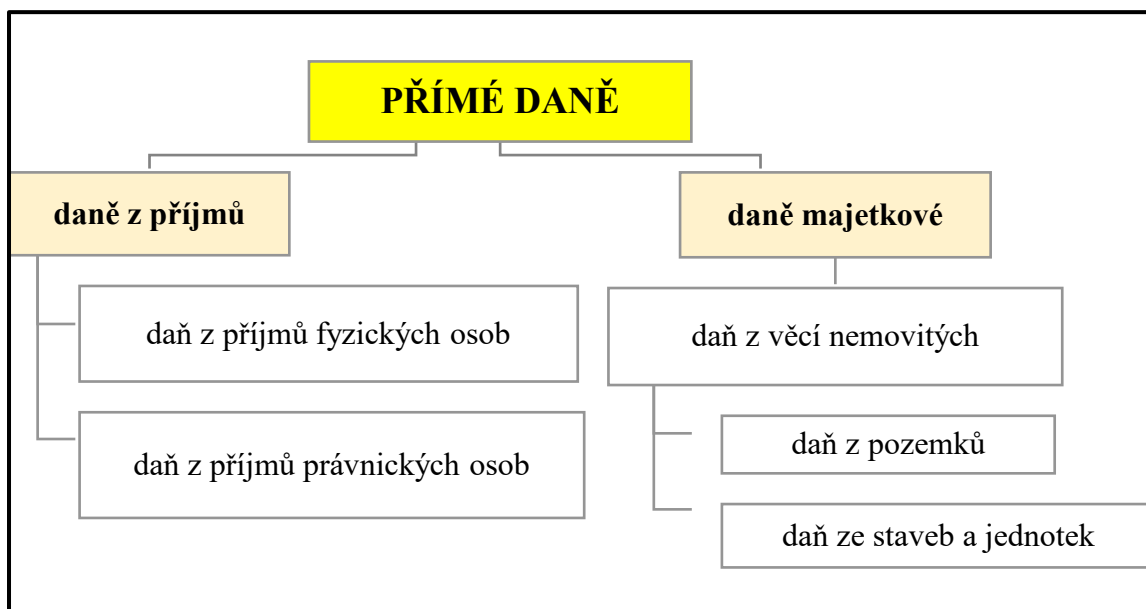 PŘÍMÉ DANĚ
daně z příjmů
daň z příjmů fyzických osob
daň z příjmů právnických osob
daně majetkové
daň z věcí nemovitých
daň z pozemků
daň ze staveb a jednotek